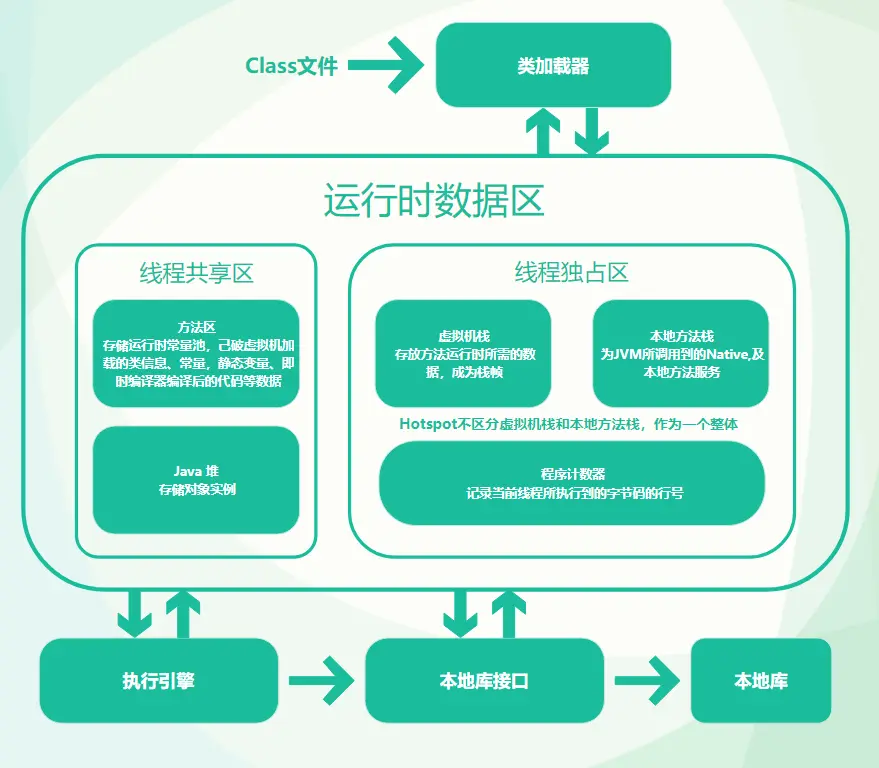 Class文件
类加载器
运行时数据区
线程共享区
方法区
存储运行时常量池，己破虚拟机加
载的类信息、常量，静态变量、即
时编译器编译后的代码等数据
Java 堆
存储对象实例
线程独占区
虚拟机栈
存放方法运行时所需的数
据，成为栈帧
本地方法栈
为JVM所调用到的Native,及
本地方法服务
Hotspot不区分虚拟机栈和本地方法栈，作为一个整体
程序计数器
记录当前线程所执行到的字节码的行号
执行引擎
本地库接口
本地库